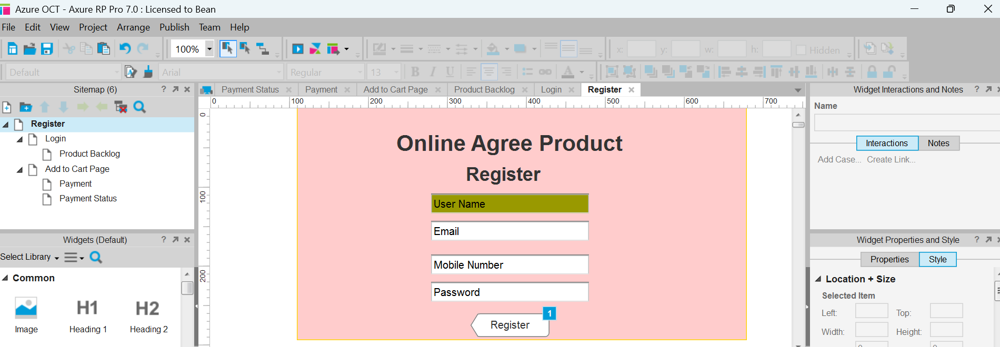 Azure OCT - Axure RP Pro 7.0 : Licensed to Bean
File Edit View Project Arrange Publish Team Help
100% x: y: w: h: Hidden
Default Arial Regular 13 B I U A
Sitemap (6) ?
Payment Status Payment Add to Cart Page Product Backlog Login Register
Widget Interactions and Notes ?
0 100 200 300 400 500 600 700
Register
Login
Product Backlog
Add to Cart Page
Payment
Payment Status
0
100
200
Online Agree Product
Register
User Name
Email
Mobile Number
Password
Register
1
Name
Interactions Notes
Add Case... Create Link...
Widgets (Default) ?
Select Library
Common
H1 H2
Image Heading 1 Heading 2
Widget Properties and Style ?
Properties Style
Location + Size
Selected Item
Left: Top:
Width: Height: